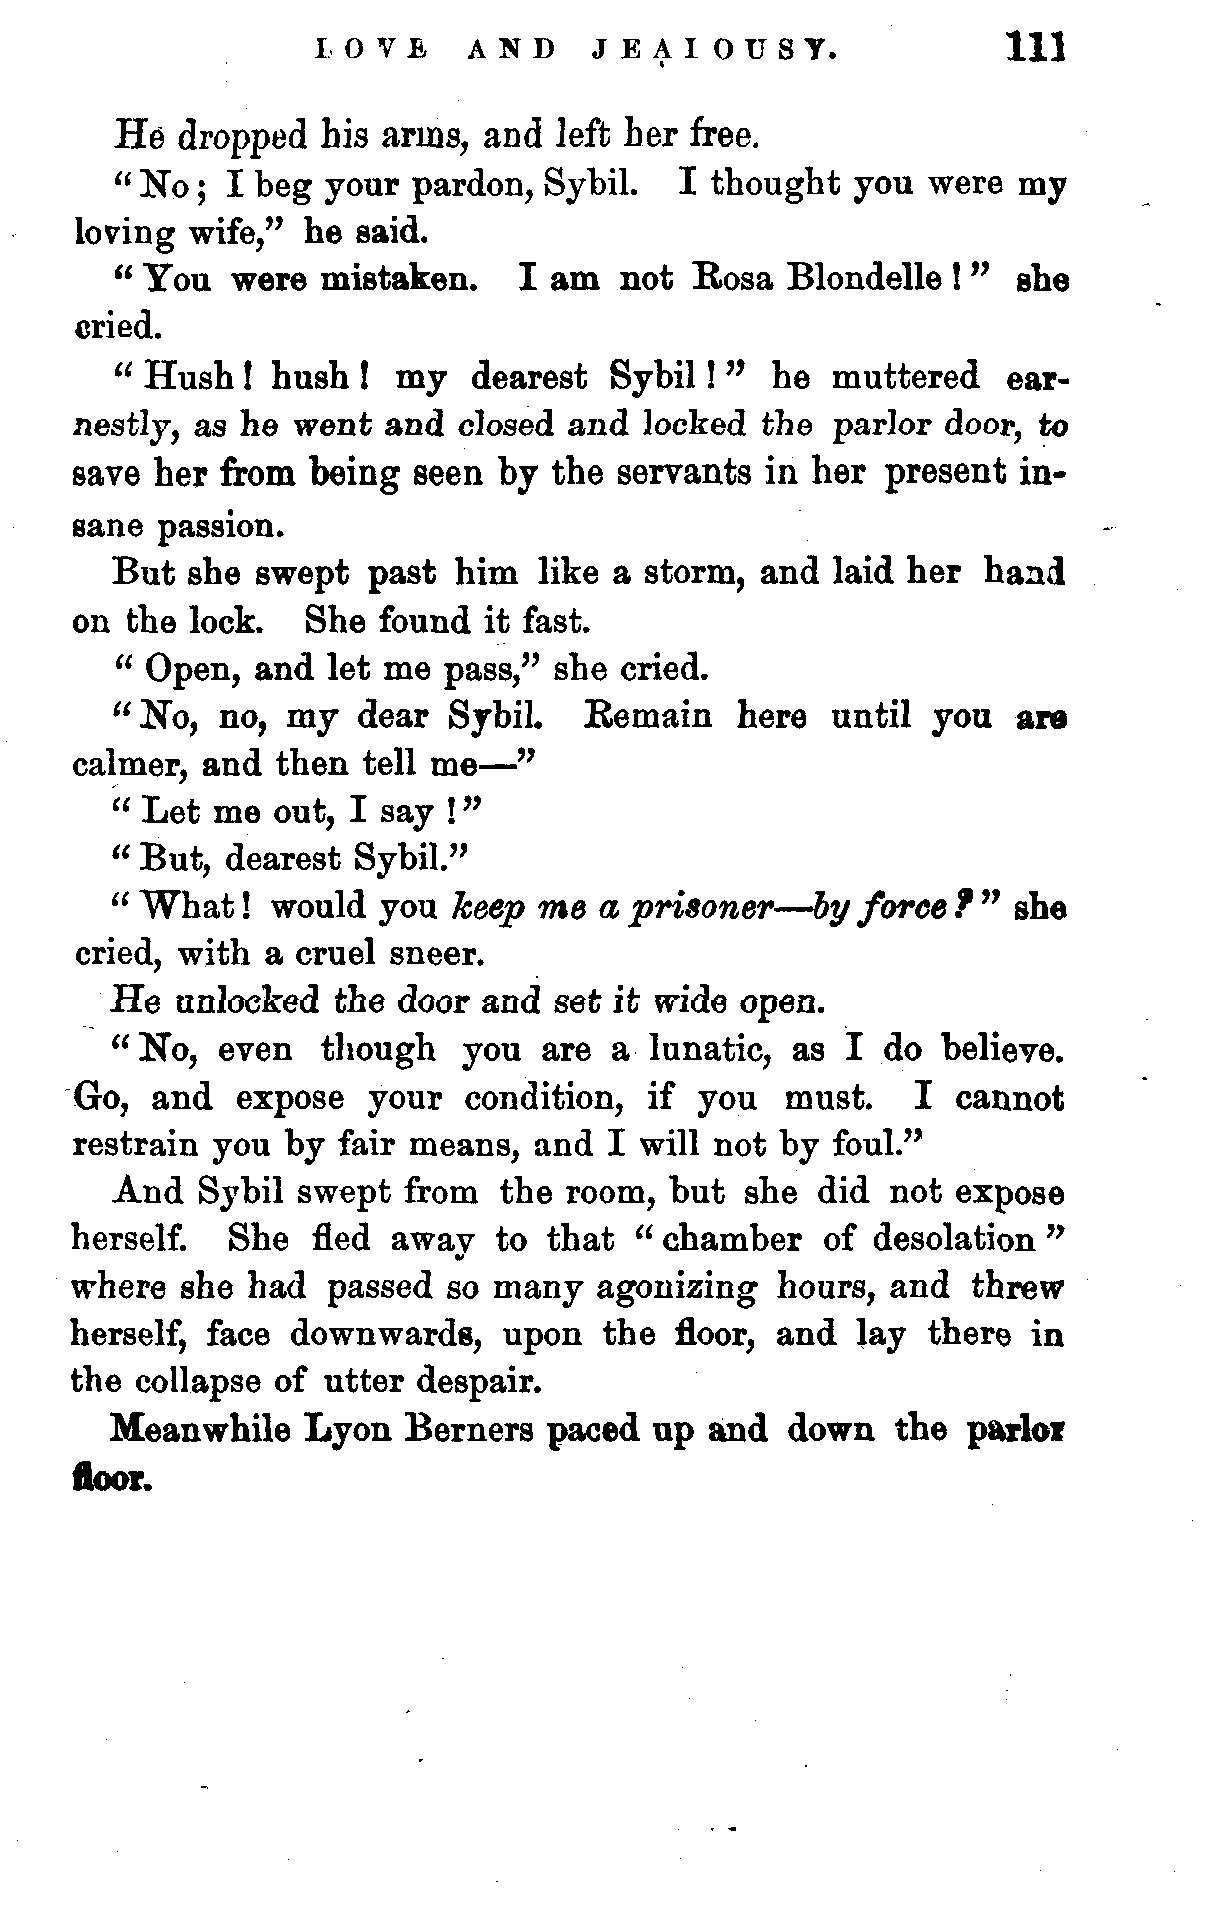 LOVE AND JEALOUSY. 111
He dropped his arms, and left her free.
"No; I beg your pardon, Sybil. I thought you were my
loving wife," he said.
"You were mistaken. I am not Rosa Blondelle!" she
cried.
"Hush! hush! my dearest Sybil!" he muttered ear-
nestly, as he went and closed and locked the parlor door, to
save her from being seen by the servants in her present in-
sane passion.
But she swept past him like a storm, and laid her hand
on the lock. She found it fast.
"Open, and let me pass," she cried.
"No, no, my dear Sybil. Remain here until you are
calmer, and then tell me—"
"Let me out, I say!"
"But, dearest Sybil."
"What! would you keep me a prisoner—by force?" she
cried, with a cruel sneer.
He unlocked the door and set it wide open.
"No, even though you are a lunatic, as I do believe.
Go, and expose your condition, if you must. I cannot
restrain you by fair means, and I will not by foul."
And Sybil swept from the room, but she did not expose
herself. She fled away to that "chamber of desolation"
where she had passed so many agonizing hours, and threw
herself, face downwards, upon the floor, and lay there in
the collapse of utter despair.
Meanwhile Lyon Berners paced up and down the parlor
floor.